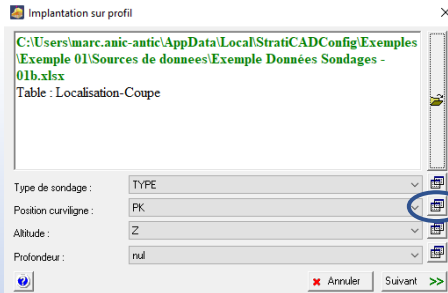 Implantation sur profil
C:\Users\marc.anic-antic\AppData\Local\StratiCADConfig\Exemples
\Exemple 01\Sources de donnees\Exemple Données Sondages -
01b.xlsx
Table : Localisation-Coupe
Type de sondage : TYPE
Position curviligne : PK
Altitude : Z
Profondeur : nul
Annuler Suivant >>